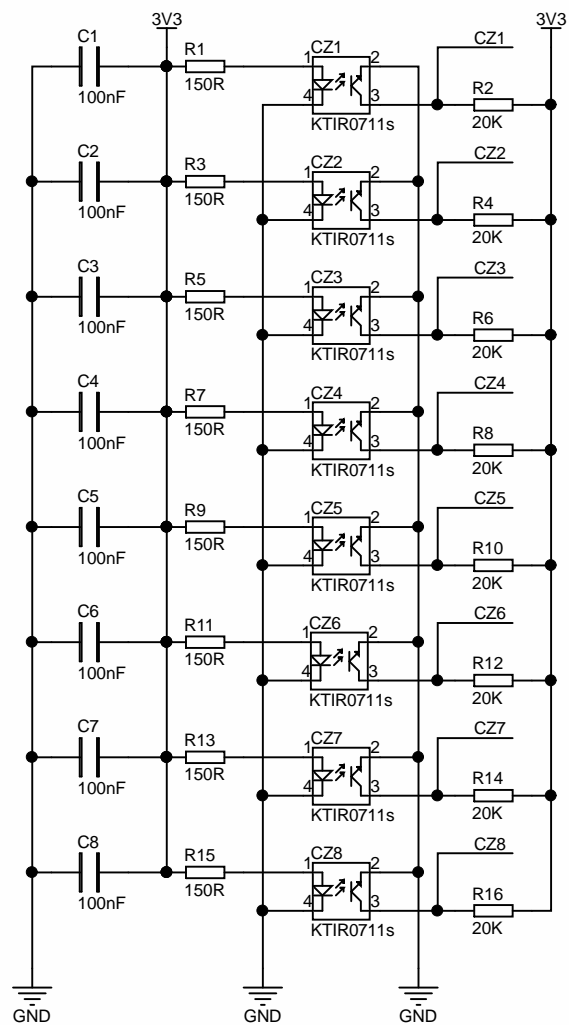 3V3 3V3
C1 R1 CZ1 CZ1
1 2
100nF 150R R2
4 3
KTIR0711s 20K
C2 R3 CZ2 CZ2
1 2
100nF 150R R4
4 3
KTIR0711s 20K
C3 R5 CZ3 CZ3
1 2
100nF 150R R6
4 3
KTIR0711s 20K
C4 R7 CZ4 CZ4
1 2
100nF 150R R8
4 3
KTIR0711s 20K
C5 R9 CZ5 CZ5
1 2
100nF 150R R10
4 3
KTIR0711s 20K
C6 R11 CZ6 CZ6
1 2
100nF 150R R12
4 3
KTIR0711s 20K
C7 R13 CZ7 CZ7
1 2
100nF 150R R14
4 3
KTIR0711s 20K
C8 R15 CZ8 CZ8
1 2
100nF 150R R16
4 3
KTIR0711s 20K
GND GND GND